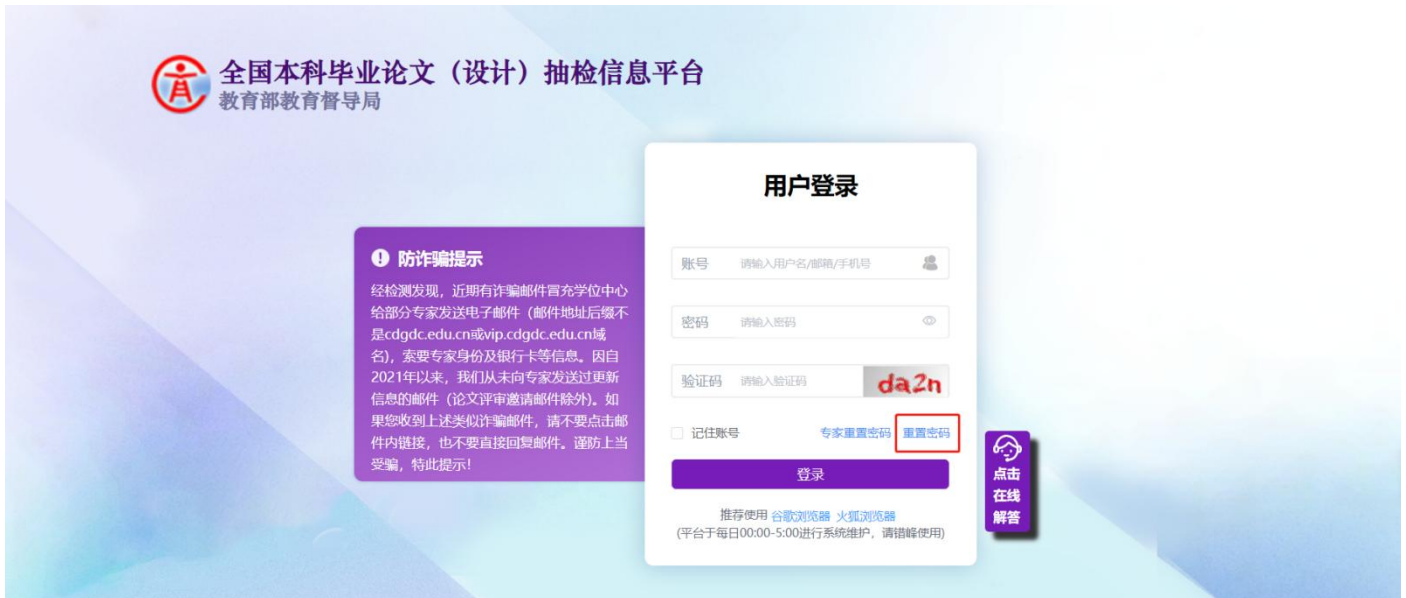 全国本科毕业论文（设计）抽检信息平台
教育部教育督导局
用户登录
防诈骗提示
经检测发现，近期有诈骗邮件冒充学位中心
给部分专家发送电子邮件（邮件地址后缀不
是cdgdc.edu.cn或vip.cdgdc.edu.cn域
名)，索要专家身份及银行卡等信息。因自
2021年以来，我们从未向专家发送过更新
信息的邮件（论文评审邀请邮件除外)。如
果您收到上述类似诈骗邮件，请不要点击邮
件内链接，也不要直接回复邮件。谨防上当
受骗，特此提示！
账号 请输入用户名/邮箱/手机号
密码 请输入密码
验证码 请输入验证码 da2n
记住账号 专家重置密码 重置密码
登录
推荐使用 谷歌浏览器 火狐浏览器
(平台于每日00:00-5:00进行系统维护，请错峰使用)
点击
在线
解答